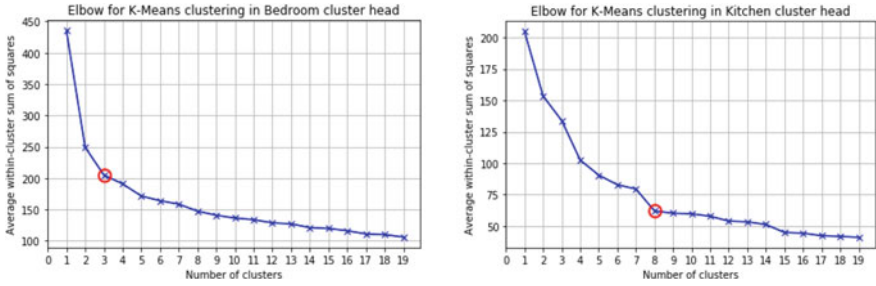 Elbow for K-Means clustering in Bedroom cluster head
Average within-cluster sum of squares
450
400
350
300
250
200
150
100
0 1 2 3 4 5 6 7 8 9 10 11 12 13 14 15 16 17 18 19
Number of clusters
Elbow for K-Means clustering in Kitchen cluster head
Average within-cluster sum of squares
200
175
150
125
100
75
50
0 1 2 3 4 5 6 7 8 9 10 11 12 13 14 15 16 17 18 19
Number of clusters